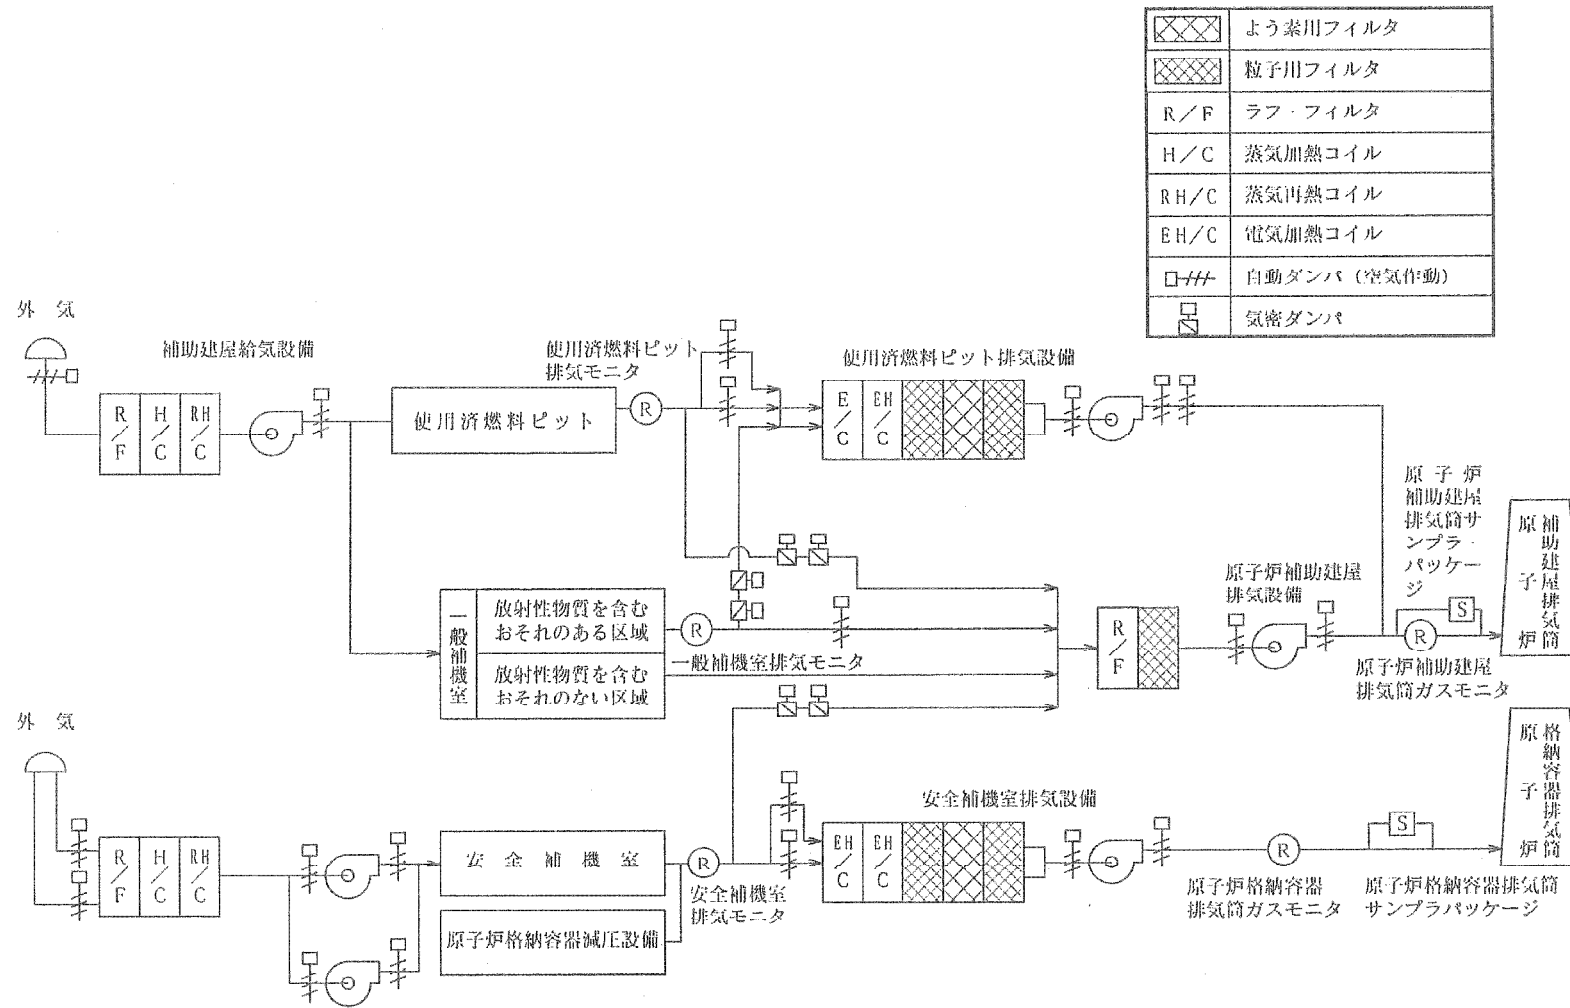 よう素用フィルタ
粒子用フィルタ
R/F ラフ・フィルタ
H/C 蒸気加熱コイル
RH/C 蒸気再熱コイル
EH/C 電気加熱コイル
自動ダンパ(空気作動)
気密ダンパ
外 気
補助建屋給気設備
R/F
H/C
RH/C
使用済燃料ピット
使用済燃料ピット
排気モニタ
R
使用済燃料ピット排気設備
E/C
EH/C
一般補機室
放射性物質を含む
おそれのある区域
放射性物質を含む
おそれのない区域
R
一般補機室排気モニタ
R/F
原子炉補助建屋
排気設備
原子炉
補助建屋
排気筒サ
ンプラ・
パッケー
ジ
S
R
原子炉補助建屋
排気筒ガスモニタ
原子炉
補助建屋排気筒
外 気
R/F
H/C
RH/C
安全補機室
原子炉格納容器減圧設備
R
安全補機室
排気モニタ
安全補機室排気設備
EH/C
EH/C
R
原子炉格納容器
排気筒ガスモニタ
S
原子炉格納容器排気筒
サンプラパッケージ
原子炉
格納容器排気筒